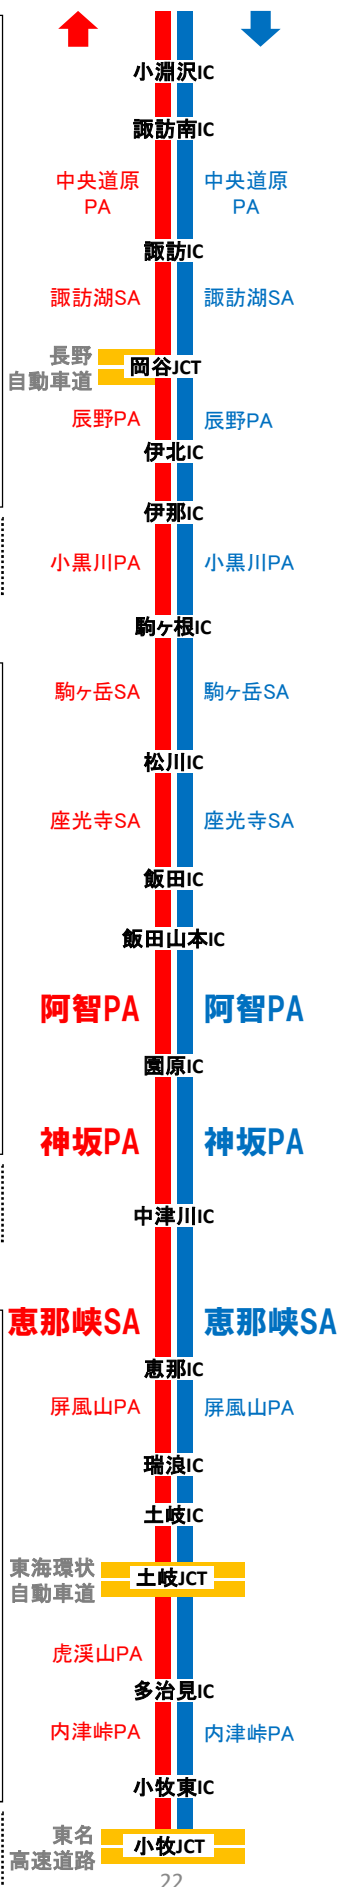 小淵沢IC
諏訪南IC
中央道原
PA
中央道原
PA
諏訪IC
諏訪湖SA
諏訪湖SA
長野
自動車道
岡谷JCT
辰野PA
辰野PA
伊北IC
伊那IC
小黒川PA
小黒川PA
駒ヶ根IC
駒ヶ岳SA
駒ヶ岳SA
松川IC
座光寺SA
座光寺SA
飯田IC
飯田山本IC
阿智PA
阿智PA
園原IC
神坂PA
神坂PA
中津川IC
恵那峡SA
恵那峡SA
恵那IC
屏風山PA
屏風山PA
瑞浪IC
土岐IC
東海環状
自動車道
土岐JCT
虎渓山PA
多治見IC
内津峠PA
内津峠PA
小牧東IC
東名
高速道路
小牧JCT
22